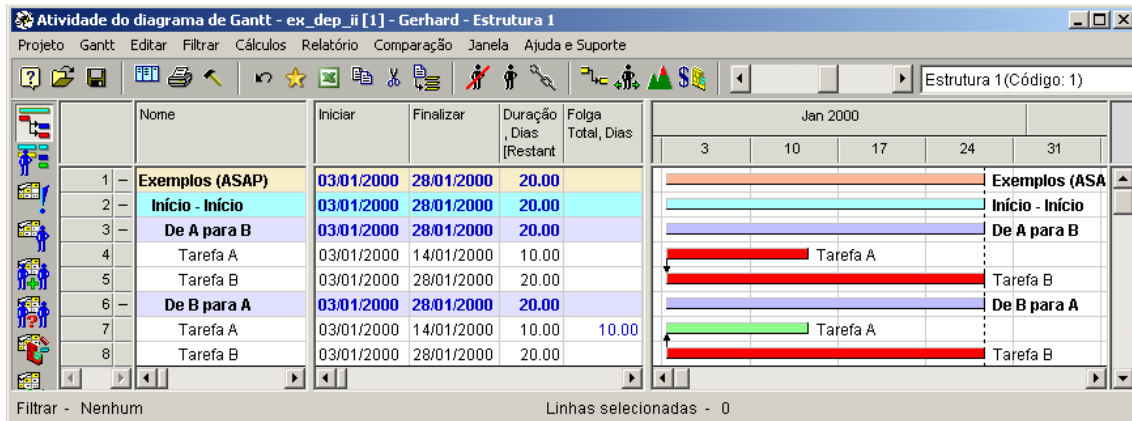 Atividade do diagrama de Gantt - ex_dep_ii [1] - Gerhard - Estrutura 1
Projeto Gantt Editar Filtrar Cálculos Relatório Comparação Janela Ajuda e Suporte
Estrutura 1(Código: 1)
Nome Iniciar Finalizar Duração Folga
, Dias Total, Dias
[Restant
Jan 2000
3 10 17 24 31
1 – Exemplos (ASAP) 03/01/2000 28/01/2000 20.00 Exemplos (ASA
2 – Início - Início 03/01/2000 28/01/2000 20.00 Início - Início
3 – De A para B 03/01/2000 28/01/2000 20.00 De A para B
4 Tarefa A 03/01/2000 14/01/2000 10.00 Tarefa A
5 Tarefa B 03/01/2000 28/01/2000 20.00 Tarefa B
6 – De B para A 03/01/2000 28/01/2000 20.00 De B para A
7 Tarefa A 03/01/2000 14/01/2000 10.00 10.00 Tarefa A
8 Tarefa B 03/01/2000 28/01/2000 20.00 Tarefa B
Filtrar - Nenhum Linhas selecionadas - 0